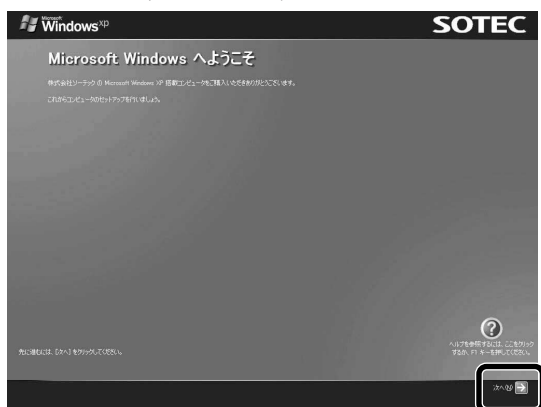 Microsoft
Windows xp
SOTEC
Microsoft Windows へようこそ
株式会社ソーテック の Microsoft Windows XP 搭載コンピュータをご購入いただきありがとうございます。
これからコンピュータのセットアップを行いましょう。
ヘルプを参照するには、ここをクリック
するか、F1 キーを押してください。
先に進むには、[次へ] をクリックしてください。
次へ(N)